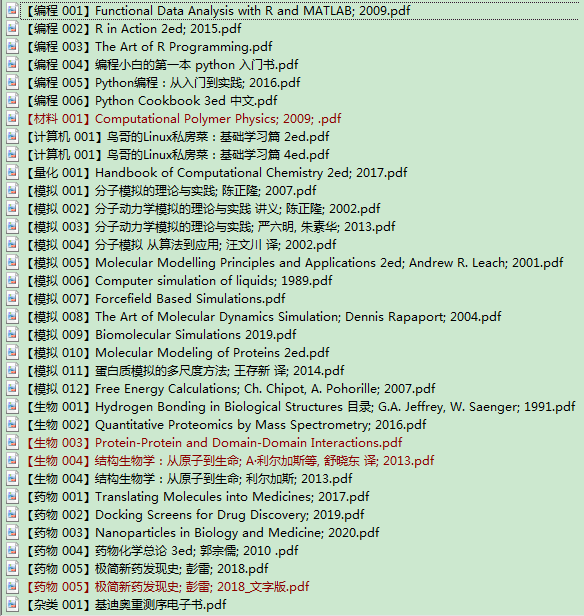 【编程 001】Functional Data Analysis with R and MATLAB; 2009.pdf
【编程 002】R in Action 2ed; 2015.pdf
【编程 003】The Art of R Programming.pdf
【编程 004】编程小白的第一本 python 入门书.pdf
【编程 005】Python编程：从入门到实践; 2016.pdf
【编程 006】Python Cookbook 3ed 中文.pdf
【材料 001】Computational Polymer Physics; 2009; .pdf
【计算机 001】鸟哥的Linux私房菜：基础学习篇 2ed.pdf
【计算机 001】鸟哥的Linux私房菜：基础学习篇 4ed.pdf
【量化 001】Handbook of Computational Chemistry 2ed; 2017.pdf
【模拟 001】分子模拟的理论与实践; 陈正隆; 2007.pdf
【模拟 002】分子动力学模拟的理论与实践 讲义; 陈正隆; 2002.pdf
【模拟 003】分子动力学模拟的理论与实践; 严六明, 朱素华; 2013.pdf
【模拟 004】分子模拟 从算法到应用; 汪文川 译; 2002.pdf
【模拟 005】Molecular Modelling Principles and Applications 2ed; Andrew R. Leach; 2001.pdf
【模拟 006】Computer simulation of liquids; 1989.pdf
【模拟 007】Forcefield Based Simulations.pdf
【模拟 008】The Art of Molecular Dynamics Simulation; Dennis Rapaport; 2004.pdf
【模拟 009】Biomolecular Simulations 2019.pdf
【模拟 010】Molecular Modeling of Proteins 2ed.pdf
【模拟 011】蛋白质模拟的多尺度方法; 王存新 译; 2014.pdf
【模拟 012】Free Energy Calculations; Ch. Chipot, A. Pohorille; 2007.pdf
【生物 001】Hydrogen Bonding in Biological Structures 目录; G.A. Jeffrey, W. Saenger; 1991.pdf
【生物 002】Quantitative Proteomics by Mass Spectrometry; 2016.pdf
【生物 003】Protein-Protein and Domain-Domain Interactions.pdf
【生物 004】结构生物学：从原子到生命; A·利尔加斯等, 舒晓东 译; 2013.pdf
【生物 004】结构生物学：从原子到生命; 利尔加斯; 2013.pdf
【药物 001】Translating Molecules into Medicines; 2017.pdf
【药物 002】Docking Screens for Drug Discovery; 2019.pdf
【药物 003】Nanoparticles in Biology and Medicine; 2020.pdf
【药物 004】药物化学总论 3ed; 郭宗儒; 2010 .pdf
【药物 005】极简新药发现史; 彭雷; 2018.pdf
【药物 005】极简新药发现史; 彭雷; 2018_文字版.pdf
【杂类 001】基迪奥重测序电子书.pdf